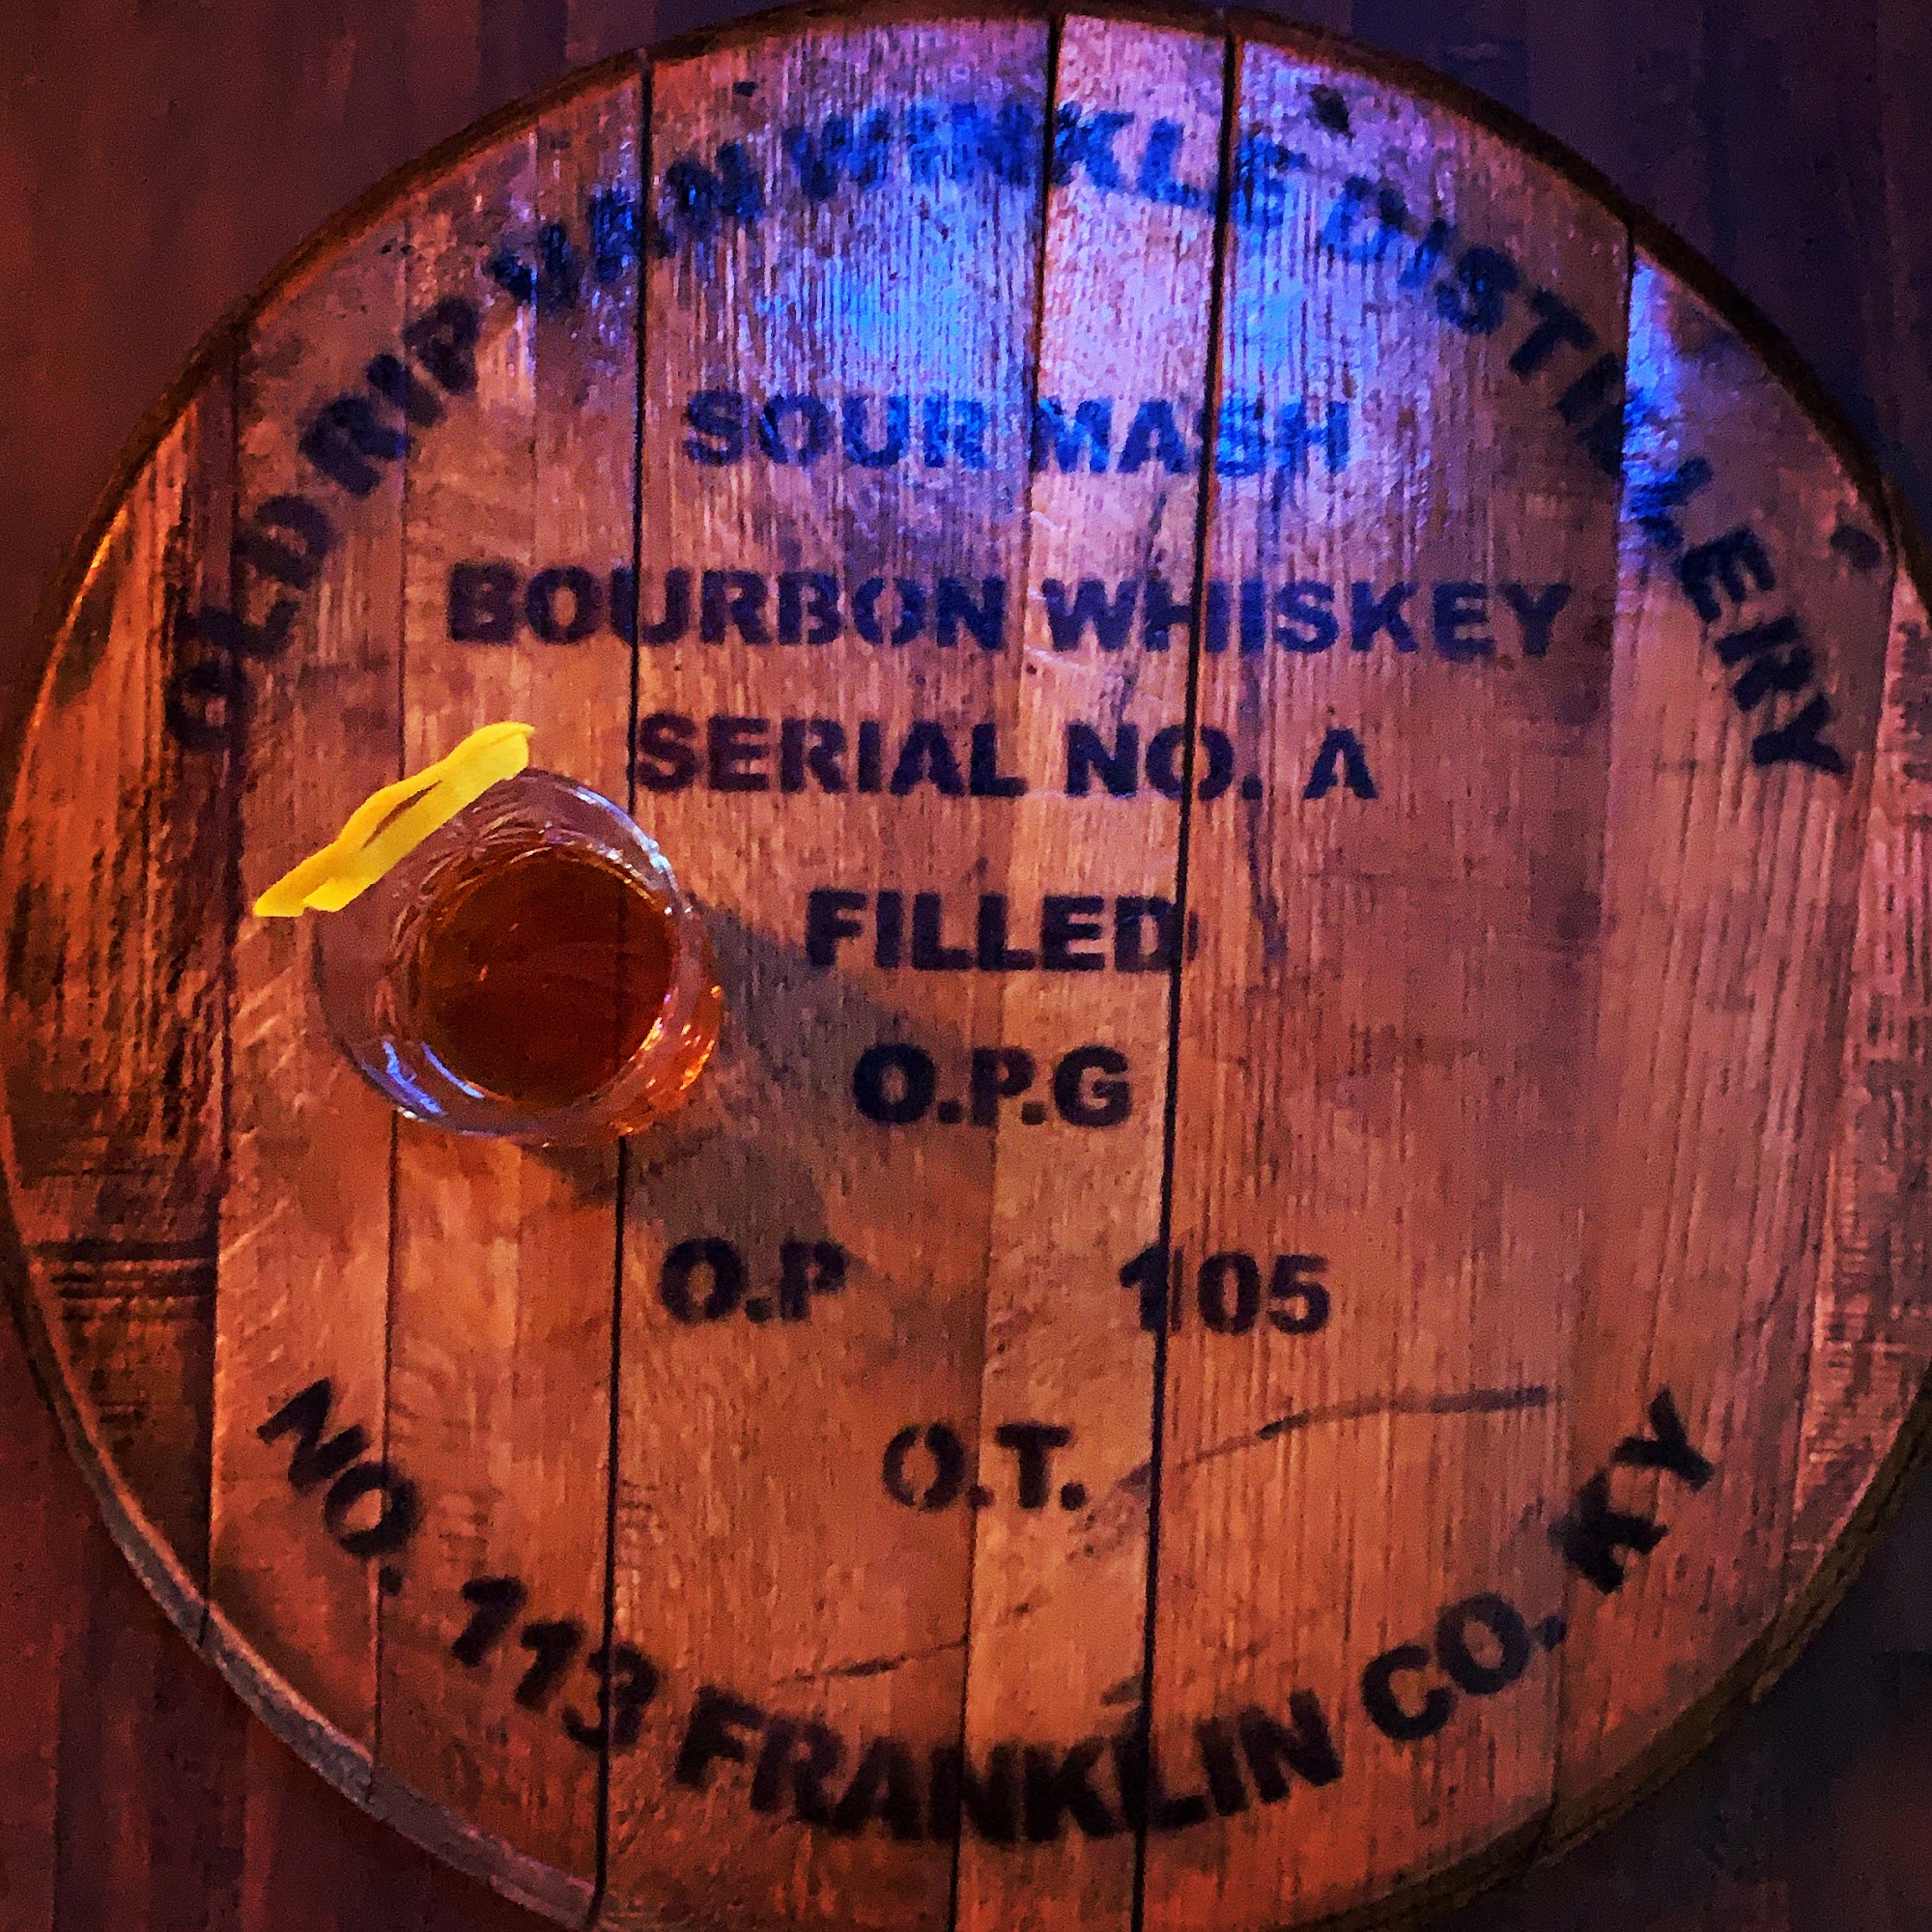 OLD RIP VAN WINKLE DISTILLERY
SOUR MASH
BOURBON WHISKEY
SERIAL NO. A
FILLED
O.P.G
O.P 105
O.T.
NO. 113 FRANKLIN CO. KY